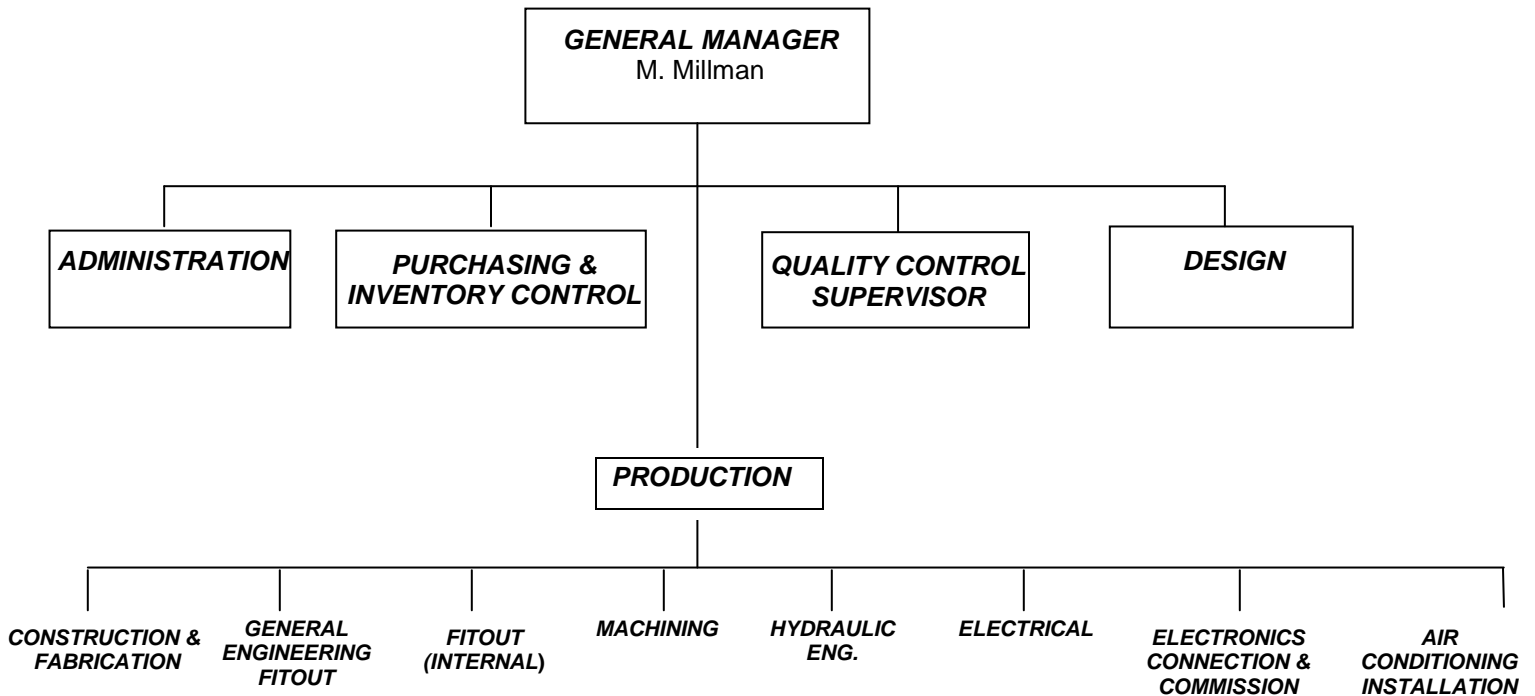 GENERAL MANAGER
M. Millman
ADMINISTRATION
PURCHASING &
INVENTORY CONTROL
QUALITY CONTROL
SUPERVISOR
DESIGN
PRODUCTION
CONSTRUCTION &
FABRICATION
GENERAL
ENGINEERING
FITOUT
FITOUT
(INTERNAL)
MACHINING
HYDRAULIC
ENG.
ELECTRICAL
ELECTRONICS
CONNECTION &
COMMISSION
AIR
CONDITIONING
INSTALLATION